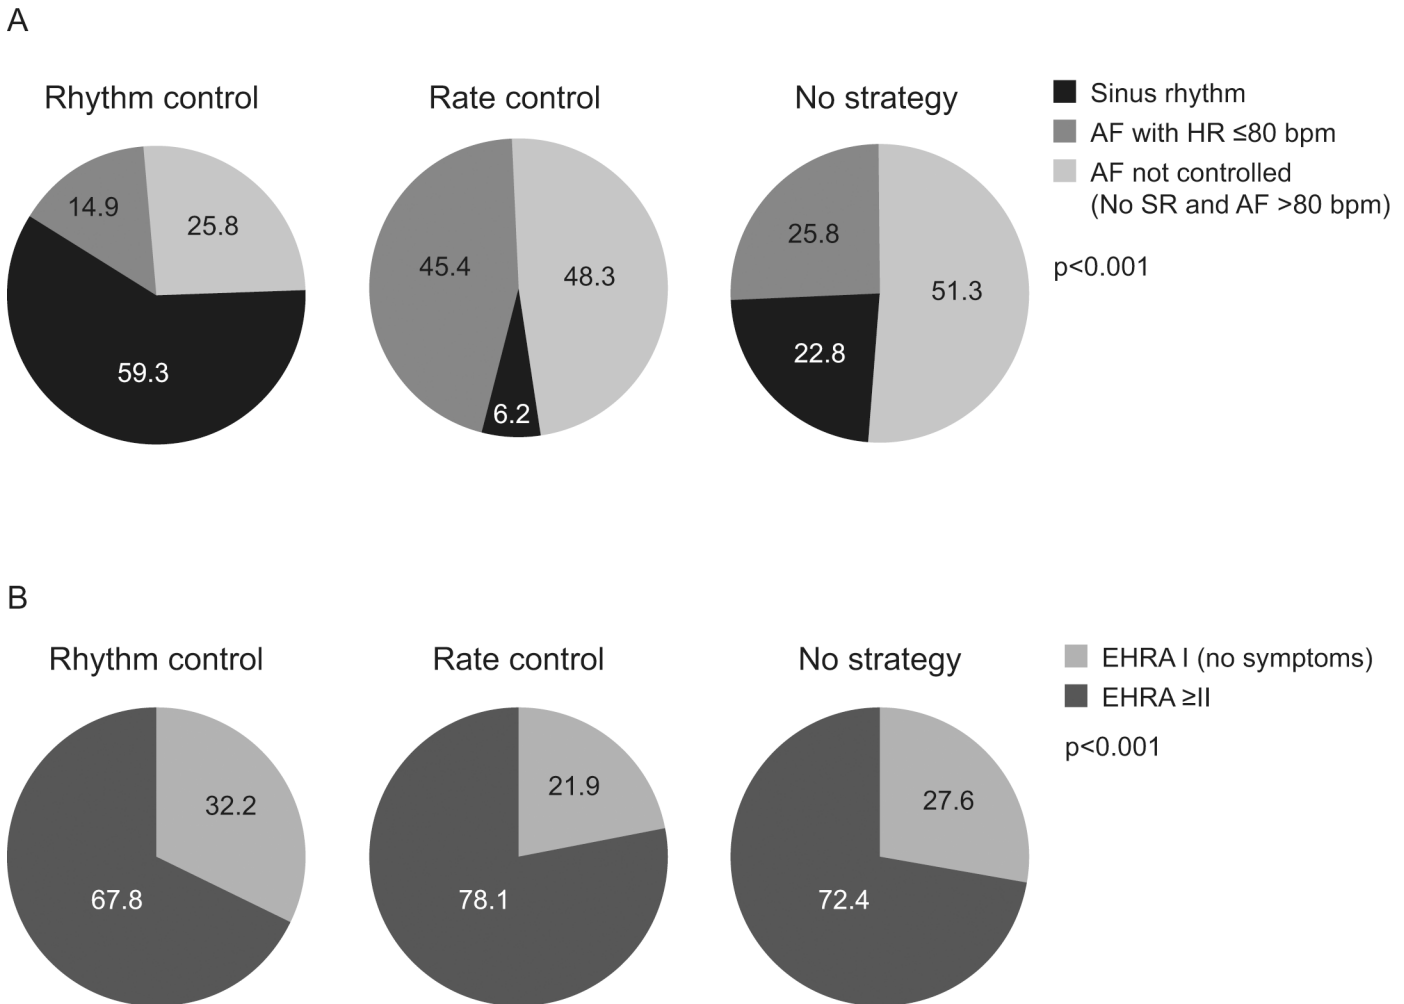 A
Rhythm control
Rate control
No strategy
Sinus rhythm
AF with HR ≤80 bpm
AF not controlled
(No SR and AF >80 bpm)
p<0.001
14.9
25.8
59.3
45.4
48.3
6.2
25.8
51.3
22.8
B
Rhythm control
Rate control
No strategy
EHRA I (no symptoms)
EHRA ≥II
p<0.001
32.2
67.8
21.9
78.1
27.6
72.4